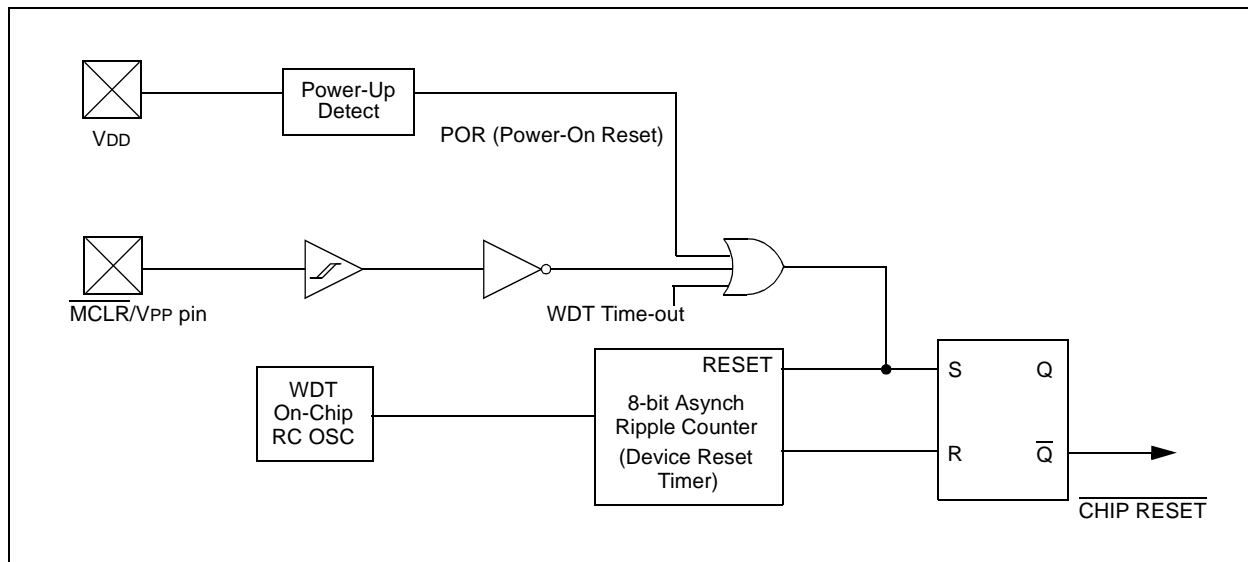 Power-Up
Detect
VDD
POR (Power-On Reset)
MCLR/VPP pin
WDT Time-out
WDT
On-Chip
RC OSC
RESET
8-bit Asynch
Ripple Counter
(Device Reset
Timer)
S Q
R Q̅
CHIP RESET